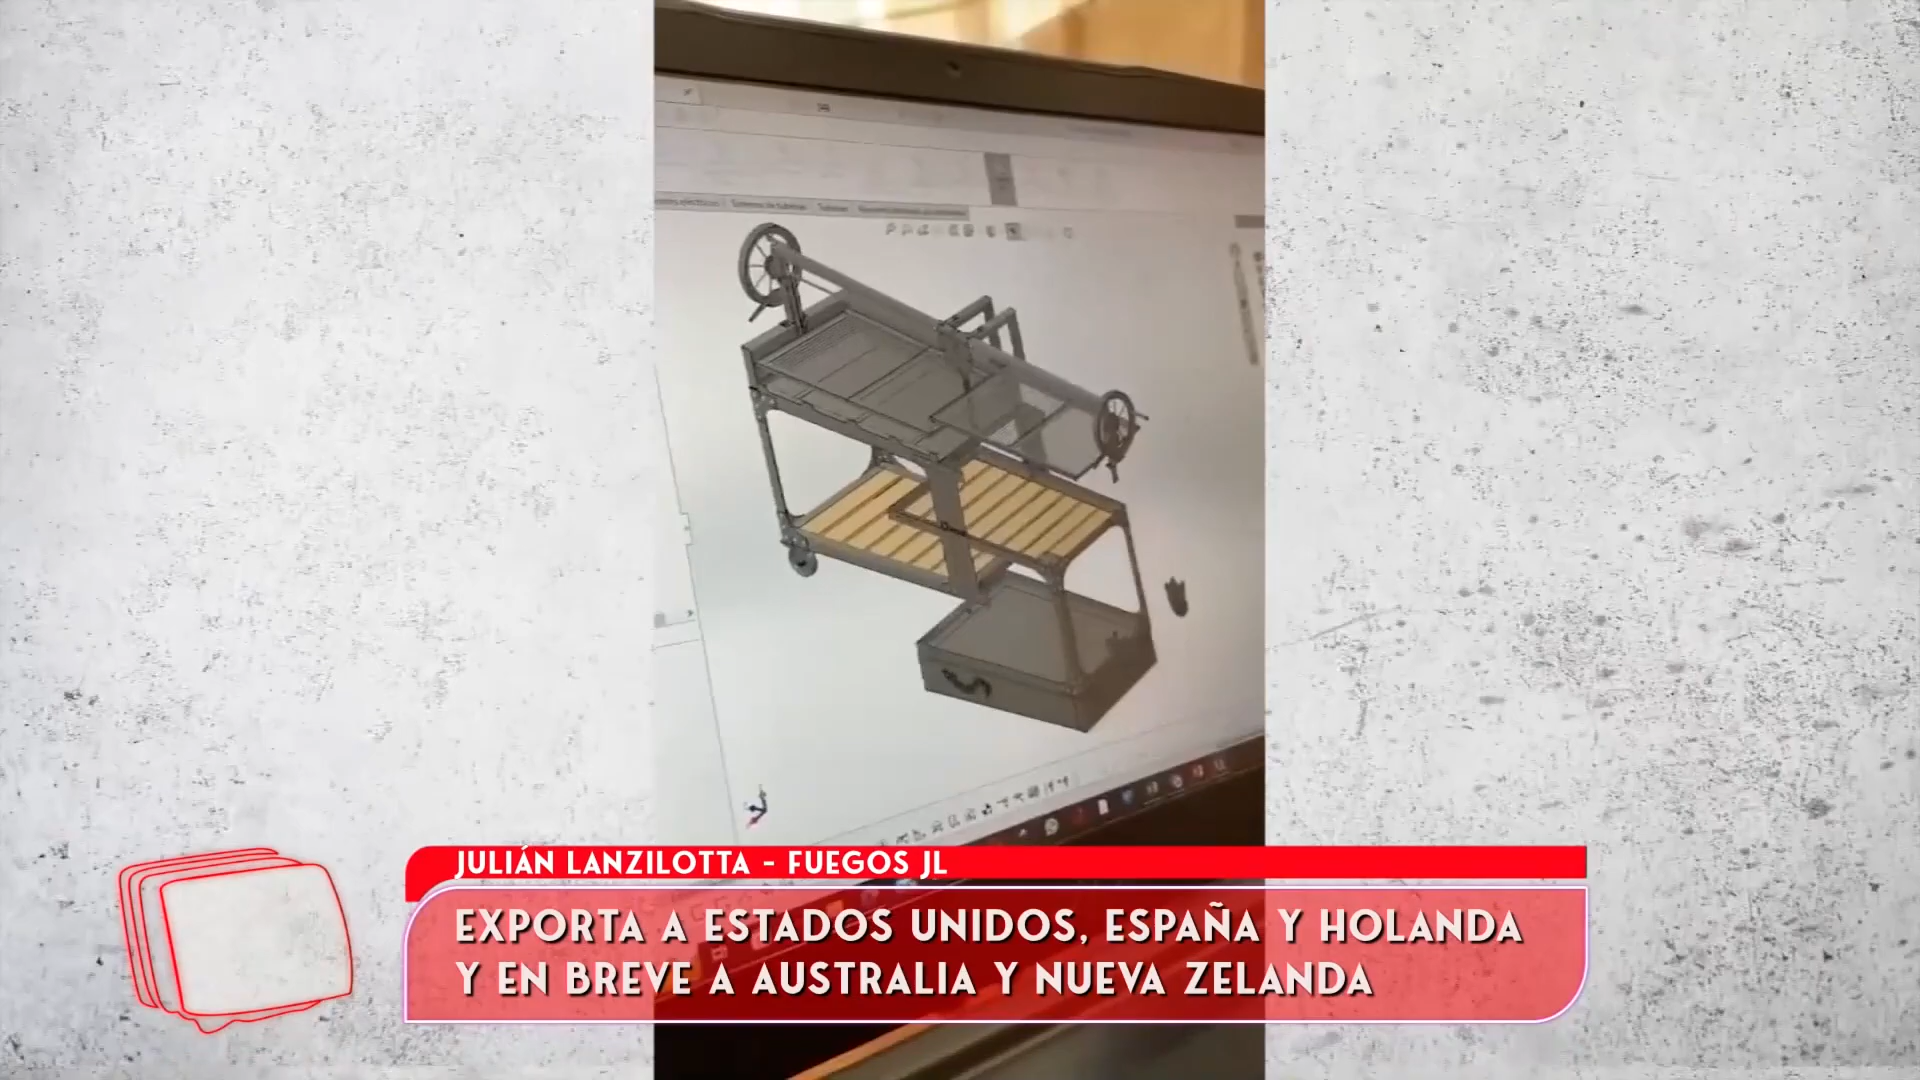 JULIÁN LANZILOTTA - FUEGOS JL
EXPORTA A ESTADOS UNIDOS, ESPAÑA Y HOLANDA
Y EN BREVE A AUSTRALIA Y NUEVA ZELANDA